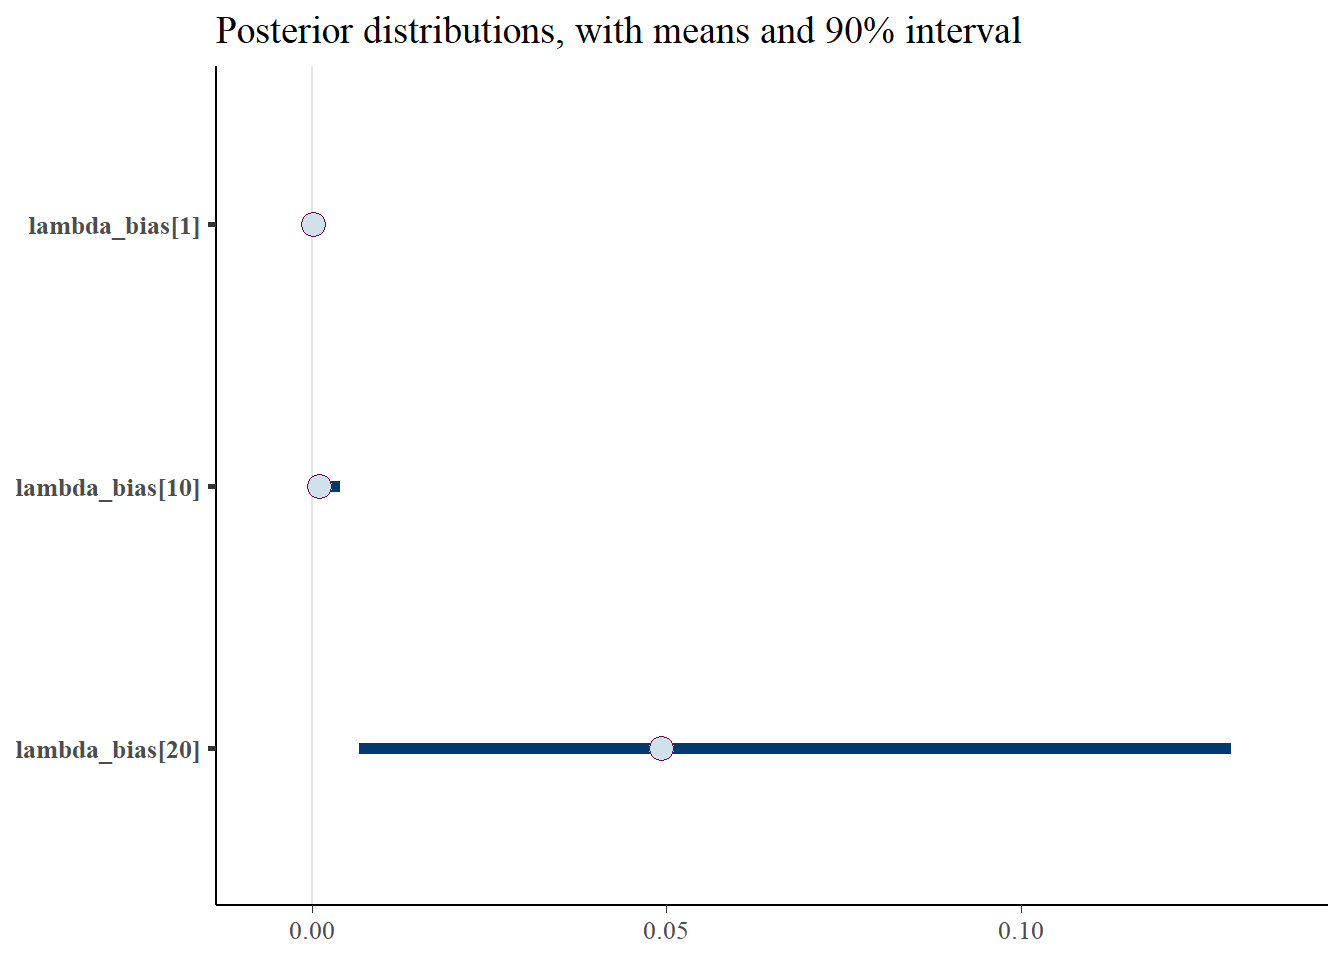 Posterior distributions, with means and 90% interval
lambda_bias[1]
lambda_bias[10]
lambda_bias[20]
0.00 0.05 0.10